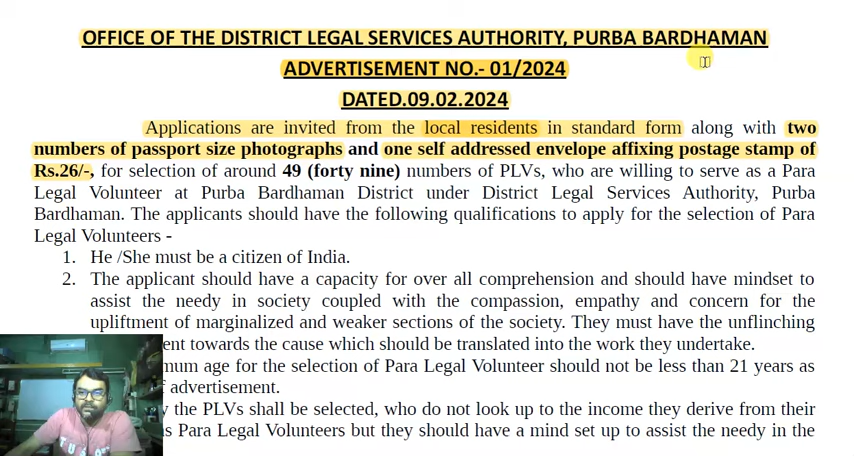 OFFICE OF THE DISTRICT LEGAL SERVICES AUTHORITY, PURBA BARDHAMAN
ADVERTISEMENT NO.- 01/2024
DATED.09.02.2024
Applications are invited from the local residents in standard form along with two
numbers of passport size photographs and one self addressed envelope affixing postage stamp of
Rs.26/-, for selection of around 49 (forty nine) numbers of PLVs, who are willing to serve as a Para
Legal Volunteer at Purba Bardhaman District under District Legal Services Authority, Purba
Bardhaman. The applicants should have the following qualifications to apply for the selection of Para
Legal Volunteers -
1. He /She must be a citizen of India.
2. The applicant should have a capacity for over all comprehension and should have mindset to
assist the needy in society coupled with the compassion, empathy and concern for the
upliftment of marginalized and weaker sections of the society. They must have the unflinching
ent towards the cause which should be translated into the work they undertake.
mum age for the selection of Para Legal Volunteer should not be less than 21 years as
f advertisement.
y the PLVs shall be selected, who do not look up to the income they derive from their
as Para Legal Volunteers but they should have a mind set up to assist the needy in the